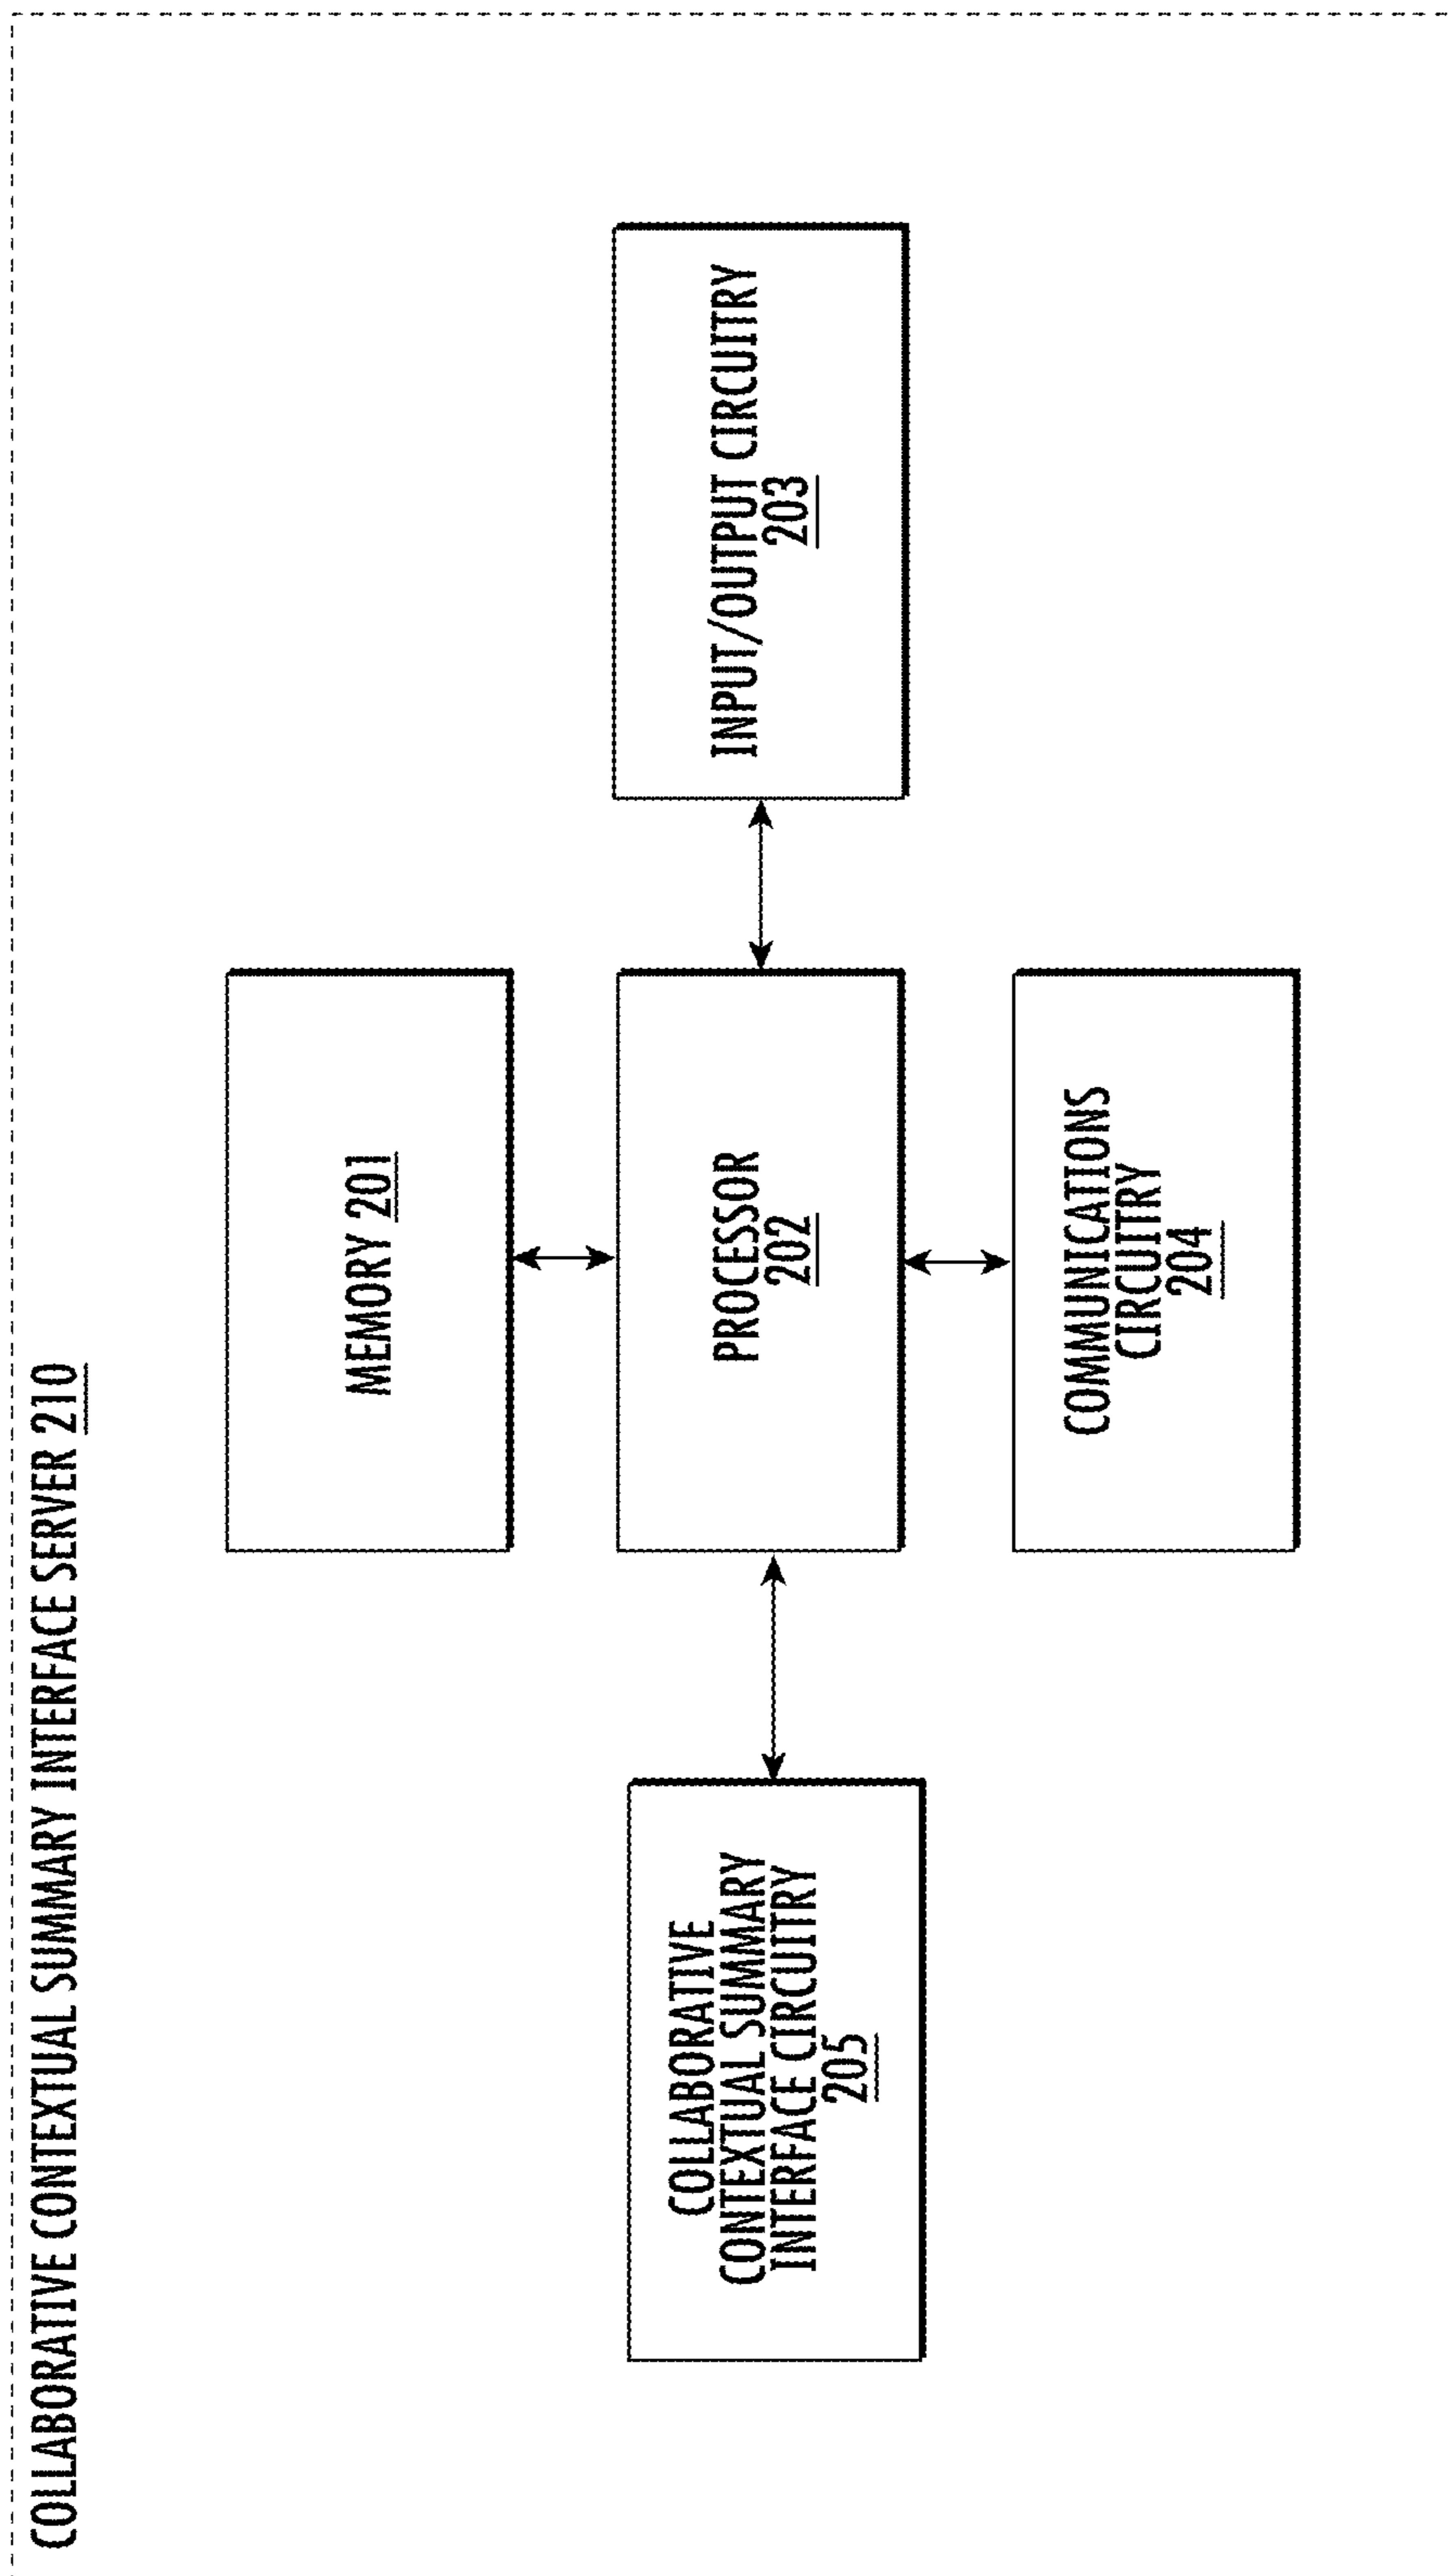 COLLABORATIVE CONTEXTUAL SUMMARY INTERFACE SERVER 210
MEMORY 201
COLLABORATIVE
CONTEXTUAL SUMMARY
INTERFACE CIRCUITRY
205
PROCESSOR
202
INPUT/OUTPUT CIRCUITRY
203
COMMUNICATIONS
CIRCUITRY
204